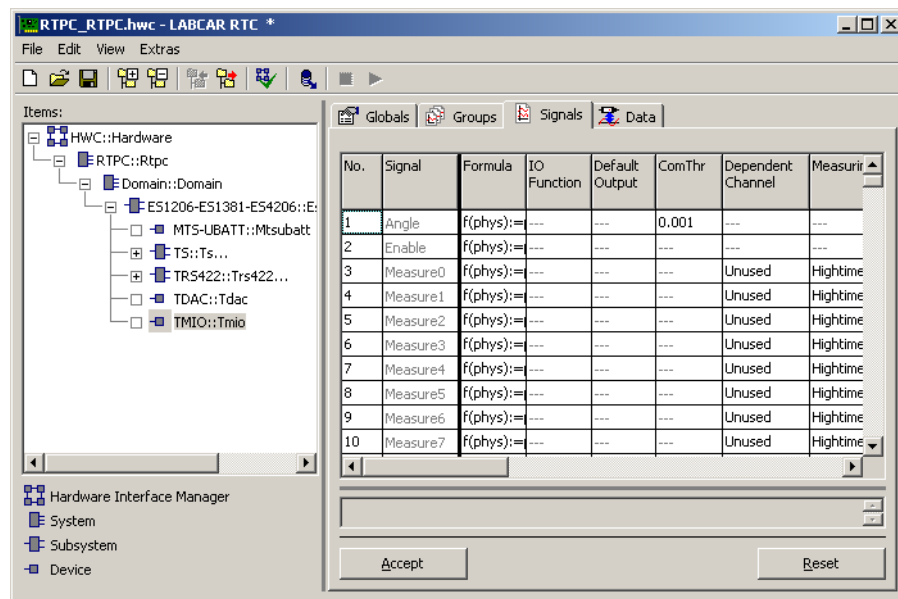 RTPC_RTPC.hwc - LABCAR RTC *
File Edit View Extras
Items:
HWC::Hardware
RTPC::Rtpc
Domain::Domain
ES1206-ES1381-ES4206::E
MTS-UBATT::Mtsubatt
TS::Ts...
TRS422::Trs422...
TDAC::Tdac
TMIO::Tmio
Hardware Interface Manager
System
Subsystem
Device
Globals Groups Signals Data
No. Signal Formula IO Function Default Output ComThr Dependent Channel Measurin
1 Angle f(phys):= --- --- 0.001 --- ---
2 Enable f(phys):= --- --- --- --- ---
3 Measure0 f(phys):= --- --- --- Unused Hightime
4 Measure1 f(phys):= --- --- --- Unused Hightime
5 Measure2 f(phys):= --- --- --- Unused Hightime
6 Measure3 f(phys):= --- --- --- Unused Hightime
7 Measure4 f(phys):= --- --- --- Unused Hightime
8 Measure5 f(phys):= --- --- --- Unused Hightime
9 Measure6 f(phys):= --- --- --- Unused Hightime
10 Measure7 f(phys):= --- --- --- Unused Hightime
Accept Reset